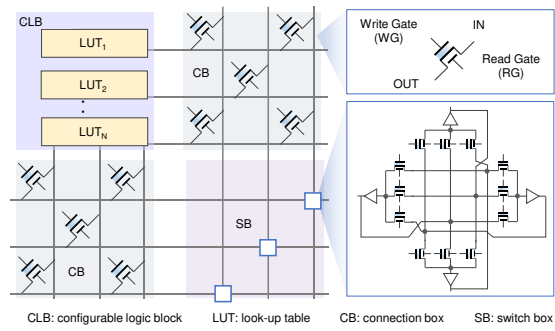 CLB
LUT1
LUT2
LUTN
CB
Write Gate
(WG)
IN
Read Gate
(RG)
OUT
SB
CB
CLB: configurable logic block
LUT: look-up table
CB: connection box
SB: switch box